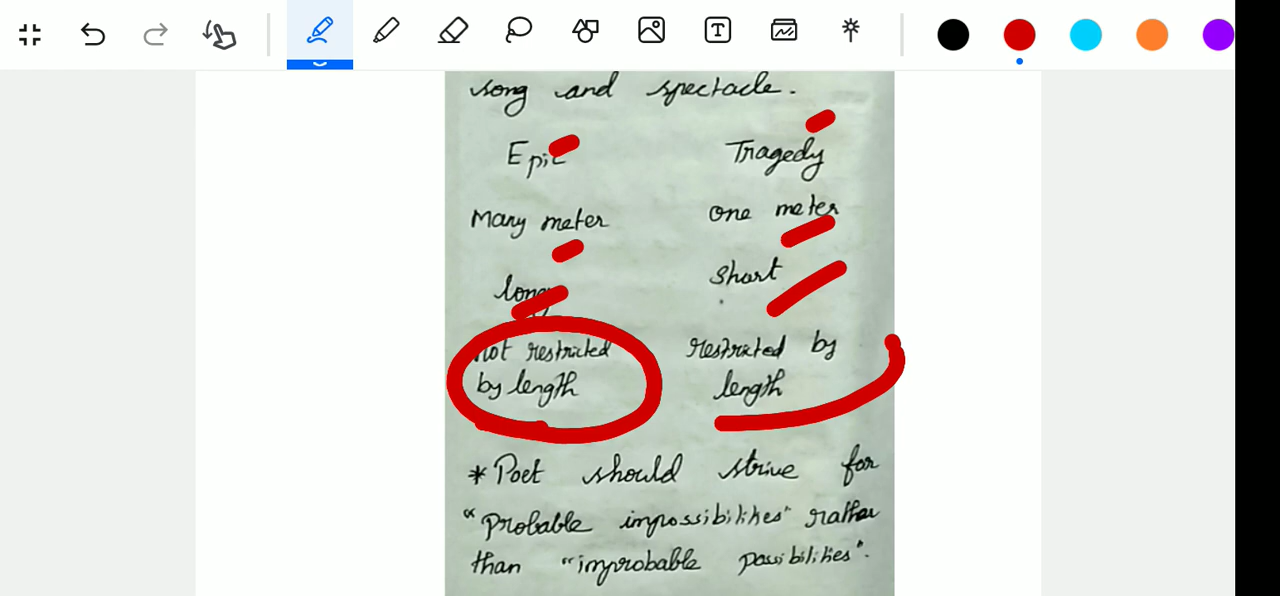 song and spectacle.
Epic Tragedy
Many meter one meter
long short
not restricted restricted by
by length length
* Poet should strive for
"Probable impossibilities" rather
than "improbable possibilities".